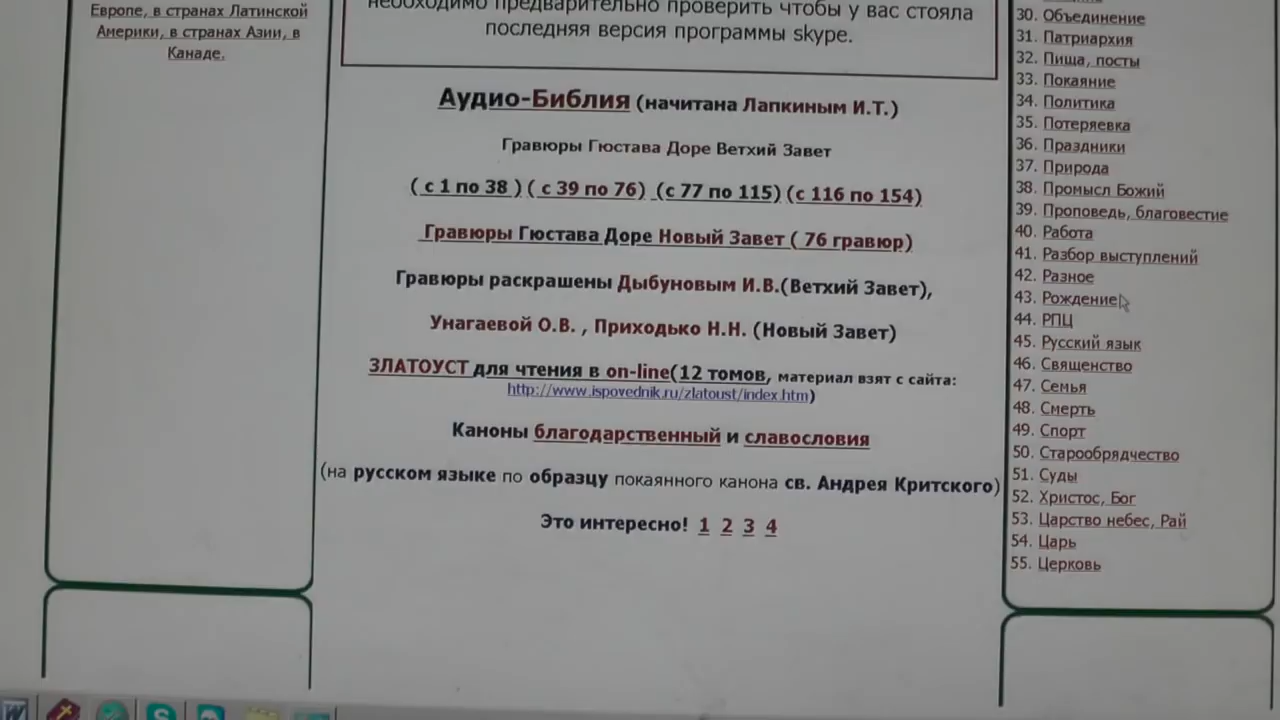 Европе, в странах Латинской
Америки, в странах Азии, в
Канаде.
необходимо предварительно проверить чтобы у вас стояла
последняя версия программы skype.
Аудио-Библия (начитана Лапкиным И.Т.)
Гравюры Гюстава Доре Ветхий Завет
( с 1 по 38 ) ( с 39 по 76) (с 77 по 115) (с 116 по 154)
Гравюры Гюстава Доре Новый Завет ( 76 гравюр)
Гравюры раскрашены Дыбуновым И.В.(Ветхий Завет),
Унагаевой О.В. , Приходько Н.Н. (Новый Завет)
ЗЛАТОУСТ для чтения в on-line(12 томов, материал взят с сайта:
http://www.ispovednik.ru/zlatoust/index.htm)
Каноны благодарственный и славословия
(на русском языке по образцу покаянного канона св. Андрея Критского)
Это интересно! 1 2 3 4
30. Объединение
31. Патриархия
32. Пища, посты
33. Покаяние
34. Политика
35. Потеряевка
36. Праздники
37. Природа
38. Промысл Божий
39. Проповедь, благовестие
40. Работа
41. Разбор выступлений
42. Разное
43. Рождение
44. РПЦ
45. Русский язык
46. Священство
47. Семья
48. Смерть
49. Спорт
50. Старообрядчество
51. Суды
52. Христос, Бог
53. Царство небес, Рай
54. Царь
55. Церковь